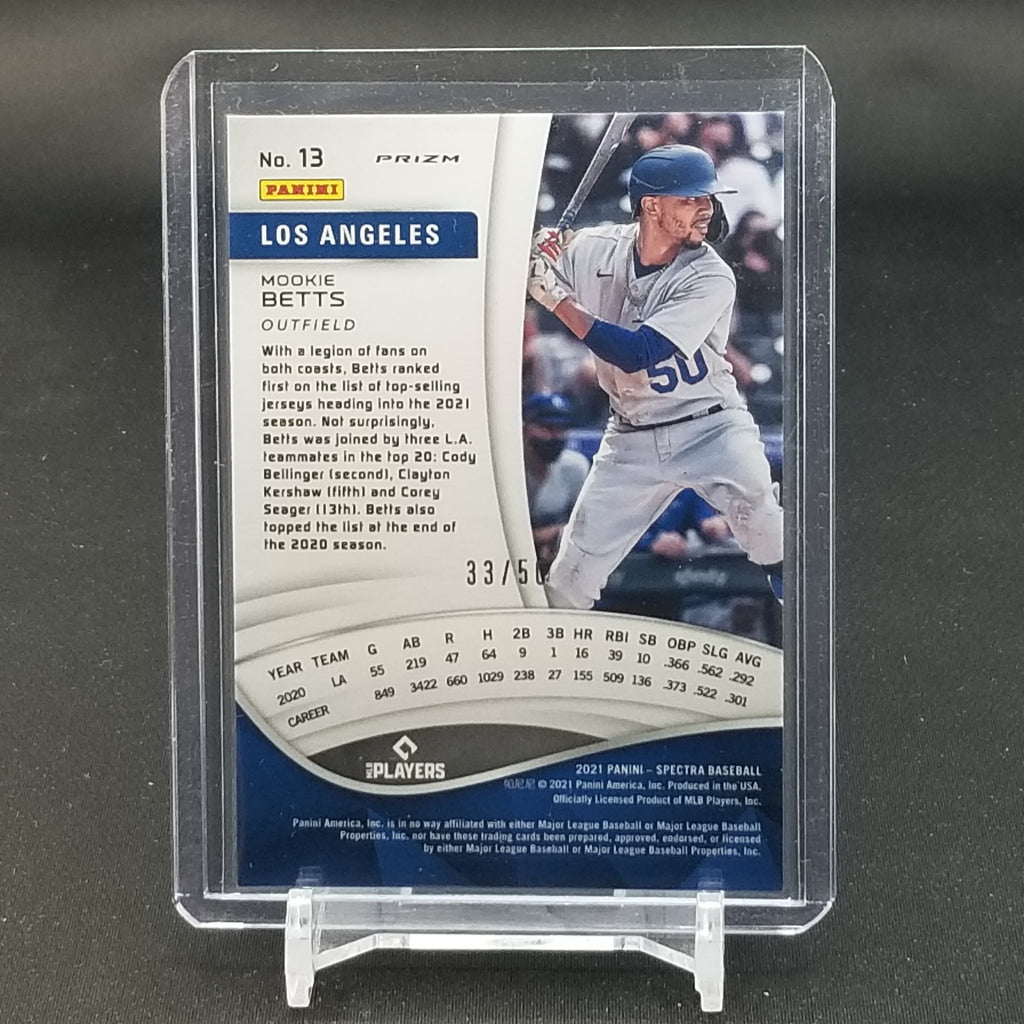 No. 13 PRIZM
PANINI
LOS ANGELES
MOOKIE
BETTS
OUTFIELD
With a legion of fans on
both coasts, Betts ranked
first on the list of top-selling
jerseys heading into the 2021
season. Not surprisingly,
Betts was joined by three L.A.
teammates in the top 20: Cody
Bellinger (second), Clayton
Kershaw (fifth) and Corey
Seager (13th). Betts also
topped the list at the end of
the 2020 season.
50
33/50
YEAR TEAM G AB R H 2B 3B HR RBI SB OBP SLG AVG
2020 LA 55 219 47 64 9 1 16 39 10 .366 .562 .292
CAREER 849 3422 660 1029 238 27 155 509 136 .373 .522 .301
MLB PLAYERS
2021 PANINI – SPECTRA BASEBALL
帕尼尼 © 2021 Panini America, Inc. Produced in the USA.
Officially Licensed Product of MLB Players, Inc.
Panini America, Inc. is in no way affiliated with either Major League Baseball or Major League Baseball
Properties, Inc. nor have those trading cards been prepared, approved, endorsed, or licensed
by either Major League Baseball or Major League Baseball Properties, Inc.